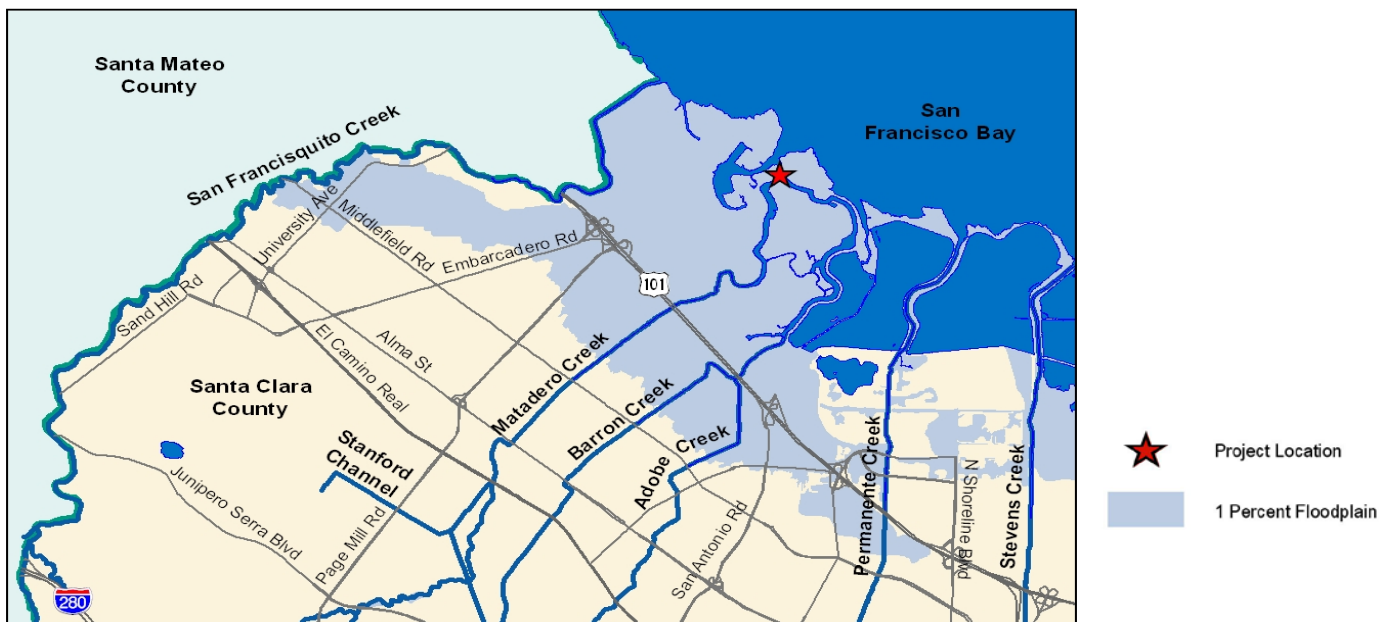 Santa Mateo
County
San
Francisco Bay
San Francisquito Creek
University Ave
Middlefield Rd
Embarcadero Rd
101
Sand Hill Rd
El Camino Real
Alma St
Santa Clara
County
Matadero Creek
Barron Creek
Adobe Creek
Stanford
Channel
Junipero Serra Blvd
Page Mill Rd
San Antonio Rd
Permanente Creek
N Shoreline Blvd
Stevens Creek
280
Project Location
1 Percent Floodplain